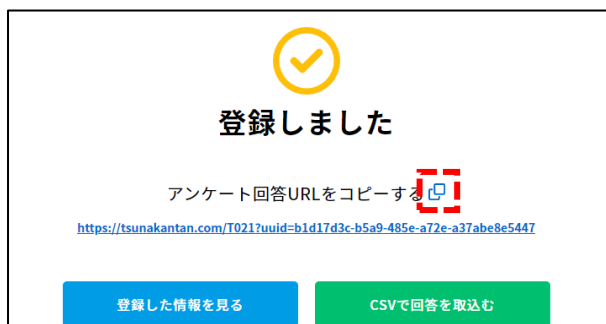 登録しました
アンケート回答URLをコピーする
https://tsunakantan.com/T021?uuid=b1d17d3c-b5a9-485e-a72e-a37abe8e5447
登録した情報を見る
CSVで回答を取込む